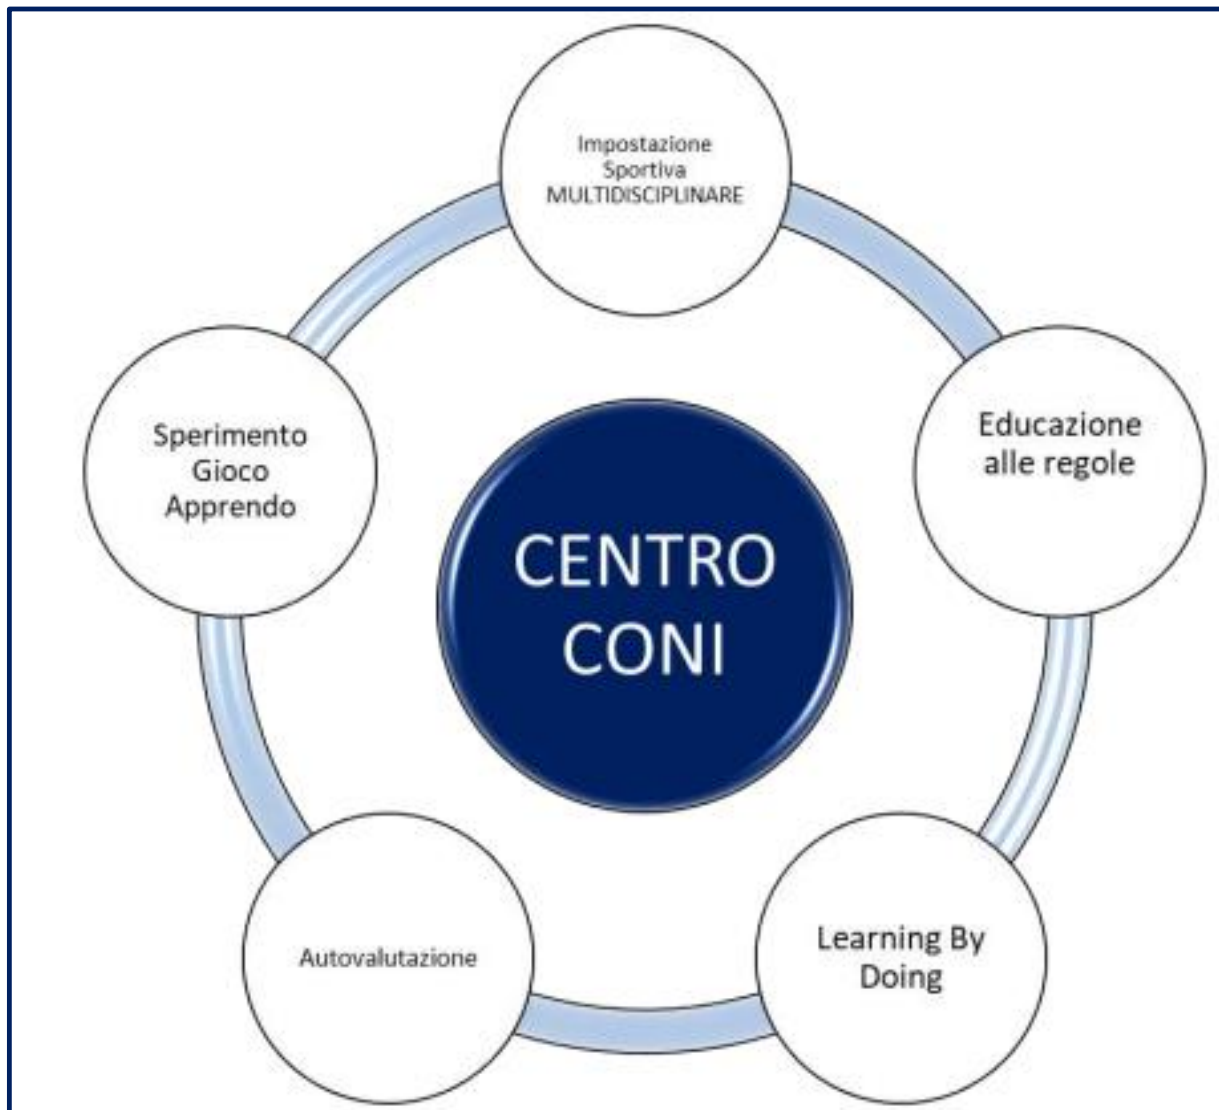 Impostazione
Sportiva
MULTIDISCIPLINARE
Educazione
alle regole
Learning By
Doing
Autovalutazione
Sperimento
Gioco
Apprendo
CENTRO
CONI